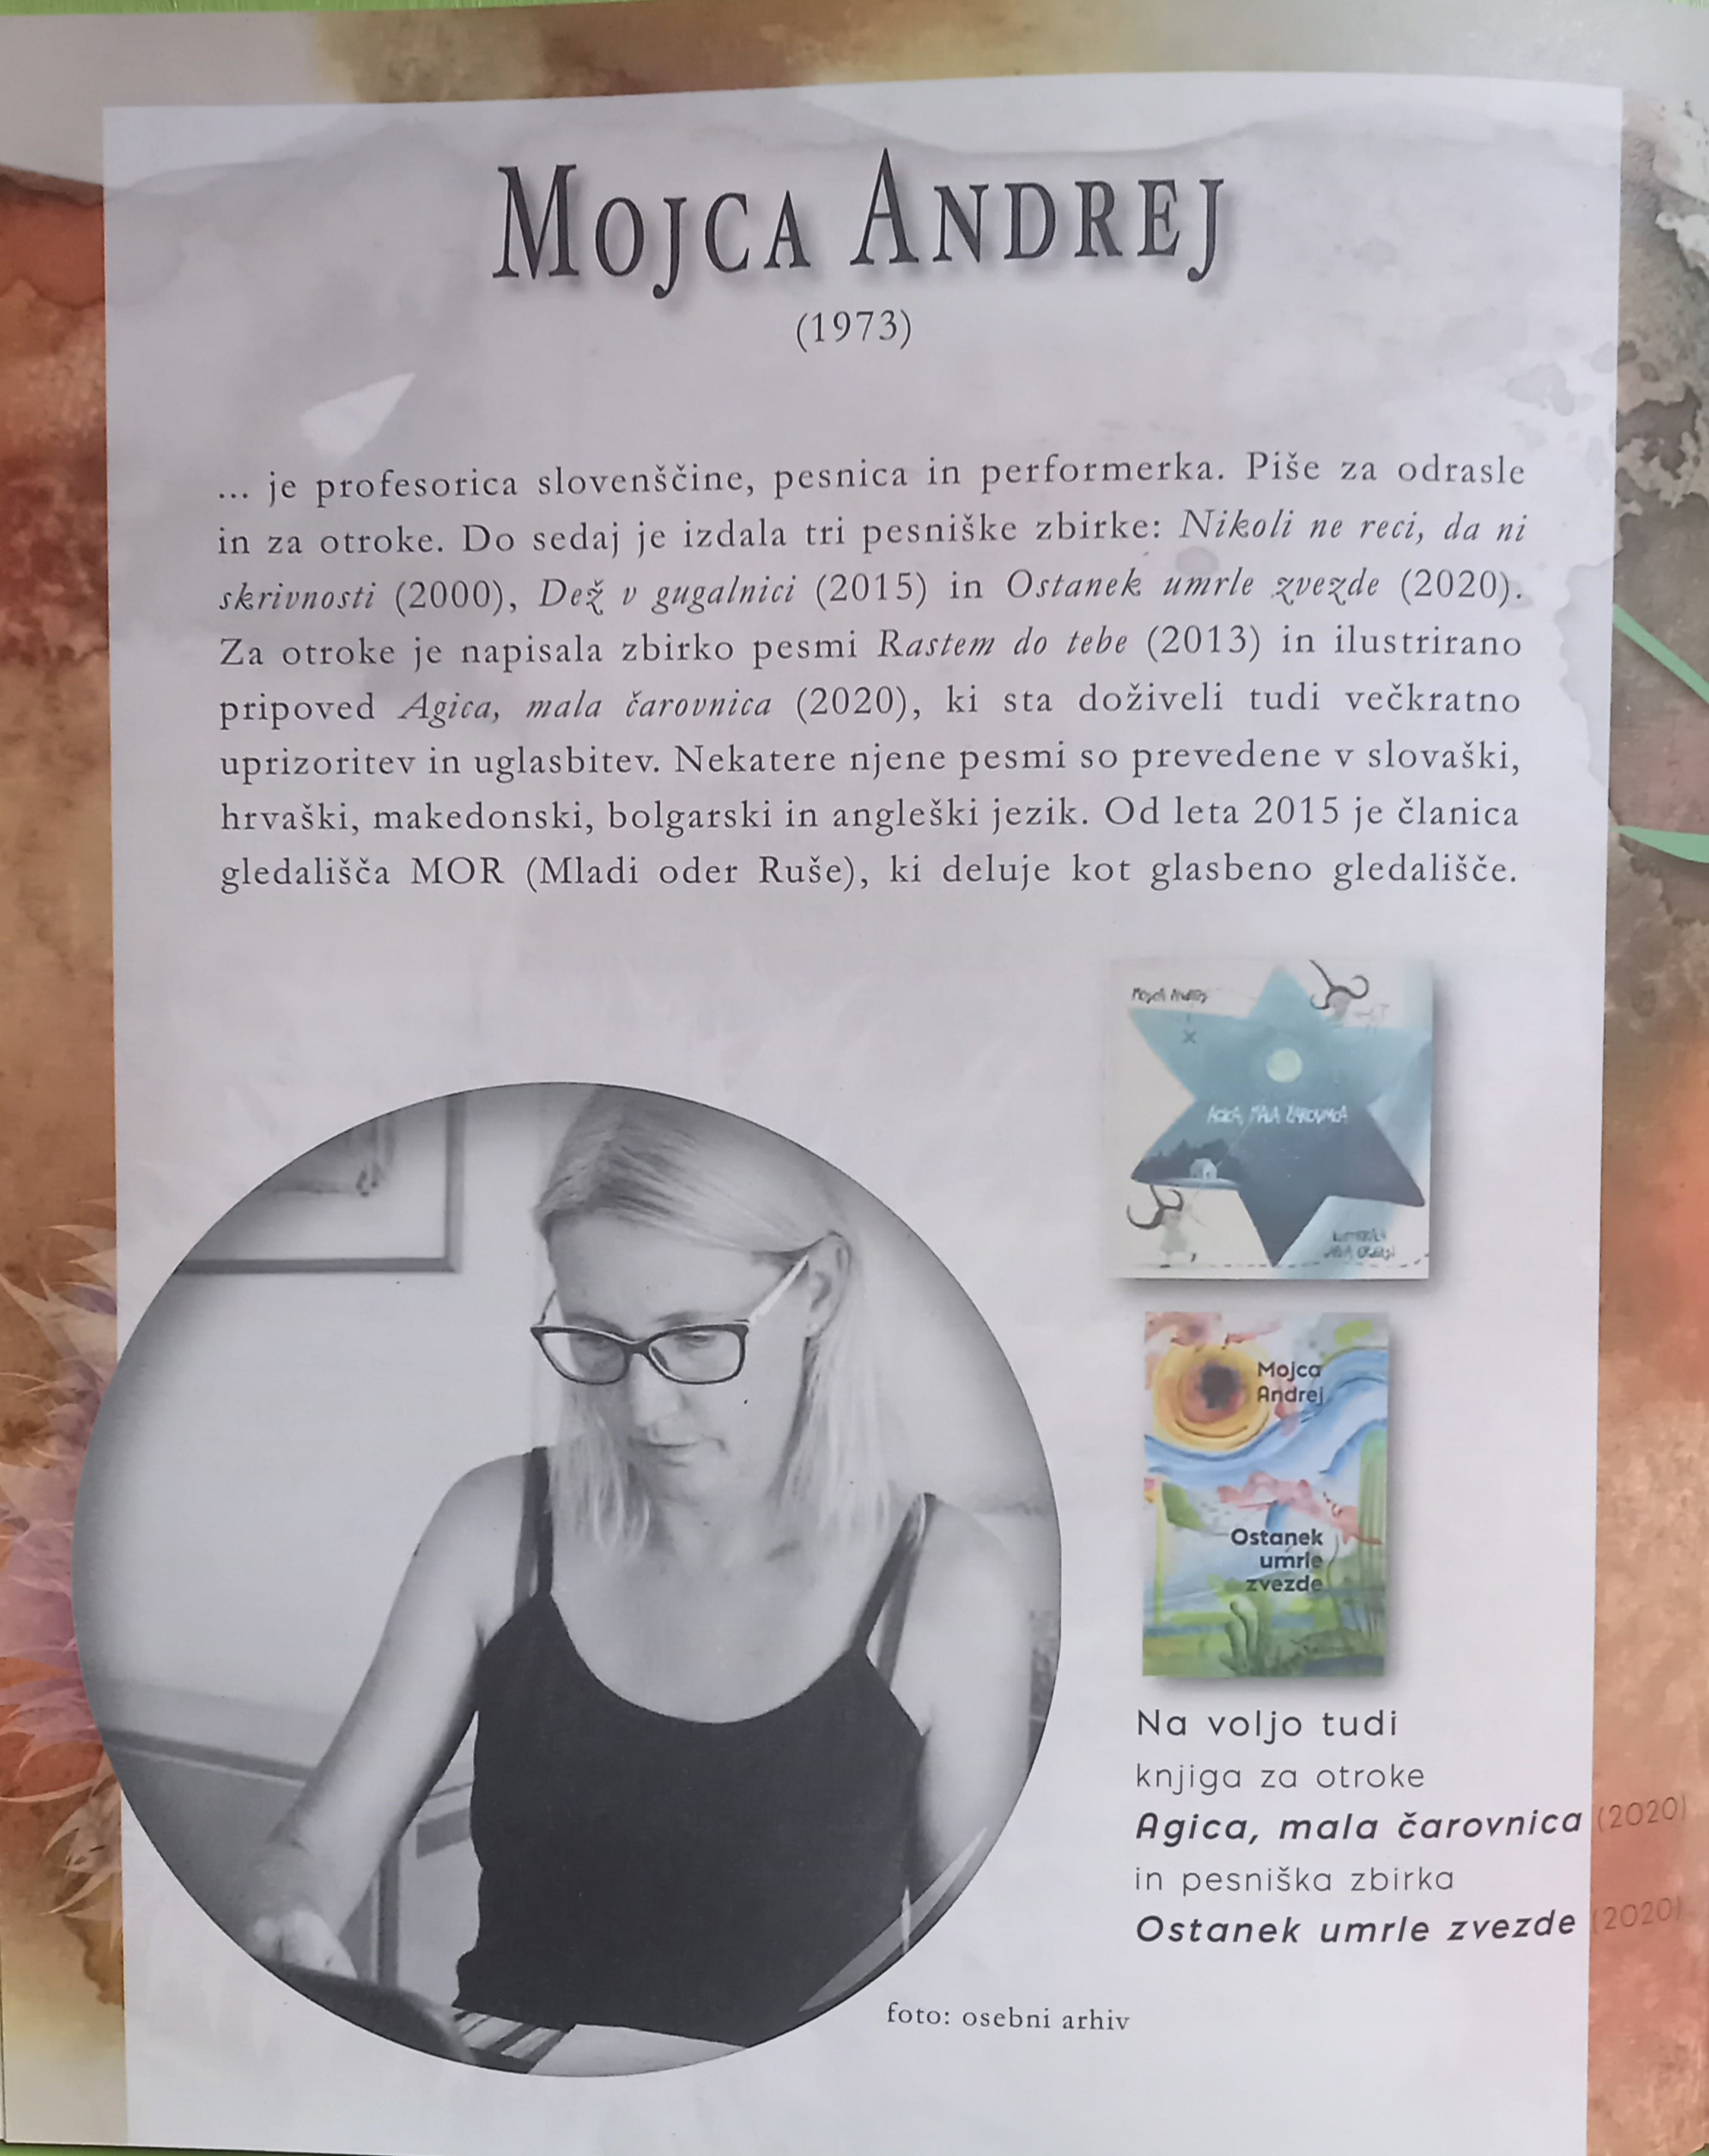 MOJCA ANDREJ
(1973)
... je profesorica slovenščine, pesnica in performerka. Piše za odrasle
in za otroke. Do sedaj je izdala tri pesniške zbirke: Nikoli ne reci, da ni
skrivnosti (2000), Dež v gugalnici (2015) in Ostanek umrle zvezde (2020).
Za otroke je napisala zbirko pesmi Rastem do tebe (2013) in ilustrirano
pripoved Agica, mala čarovnica (2020), ki sta doživeli tudi večkratno
uprizoritev in uglasbitev. Nekatere njene pesmi so prevedene v slovaški,
hrvaški, makedonski, bolgarski in angleški jezik. Od leta 2015 je članica
gledališča MOR (Mladi oder Ruše), ki deluje kot glasbeno gledališče.
Mojca Andrej
AGICA, MALA ČAROVNICA
Mojca
Andrej
Ostanek
umrle
zvezde
Na voljo tudi
knjiga za otroke
Agica, mala čarovnica (2020)
in pesniška zbirka
Ostanek umrle zvezde (2020)
foto: osebni arhiv